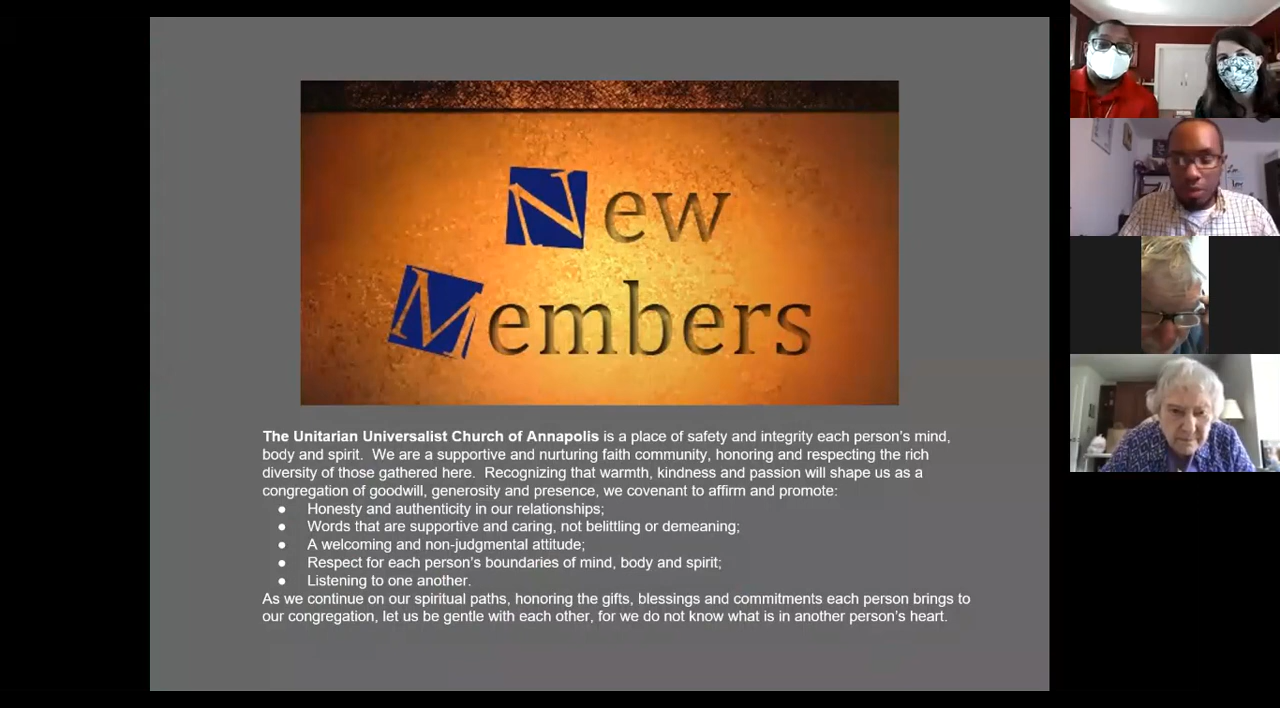 New
Members
The Unitarian Universalist Church of Annapolis is a place of safety and integrity each person's mind,
body and spirit. We are a supportive and nurturing faith community, honoring and respecting the rich
diversity of those gathered here. Recognizing that warmth, kindness and passion will shape us as a
congregation of goodwill, generosity and presence, we covenant to affirm and promote:
● Honesty and authenticity in our relationships;
● Words that are supportive and caring, not belittling or demeaning;
● A welcoming and non-judgmental attitude;
● Respect for each person's boundaries of mind, body and spirit;
● Listening to one another.
As we continue on our spiritual paths, honoring the gifts, blessings and commitments each person brings to
our congregation, let us be gentle with each other, for we do not know what is in another person's heart.